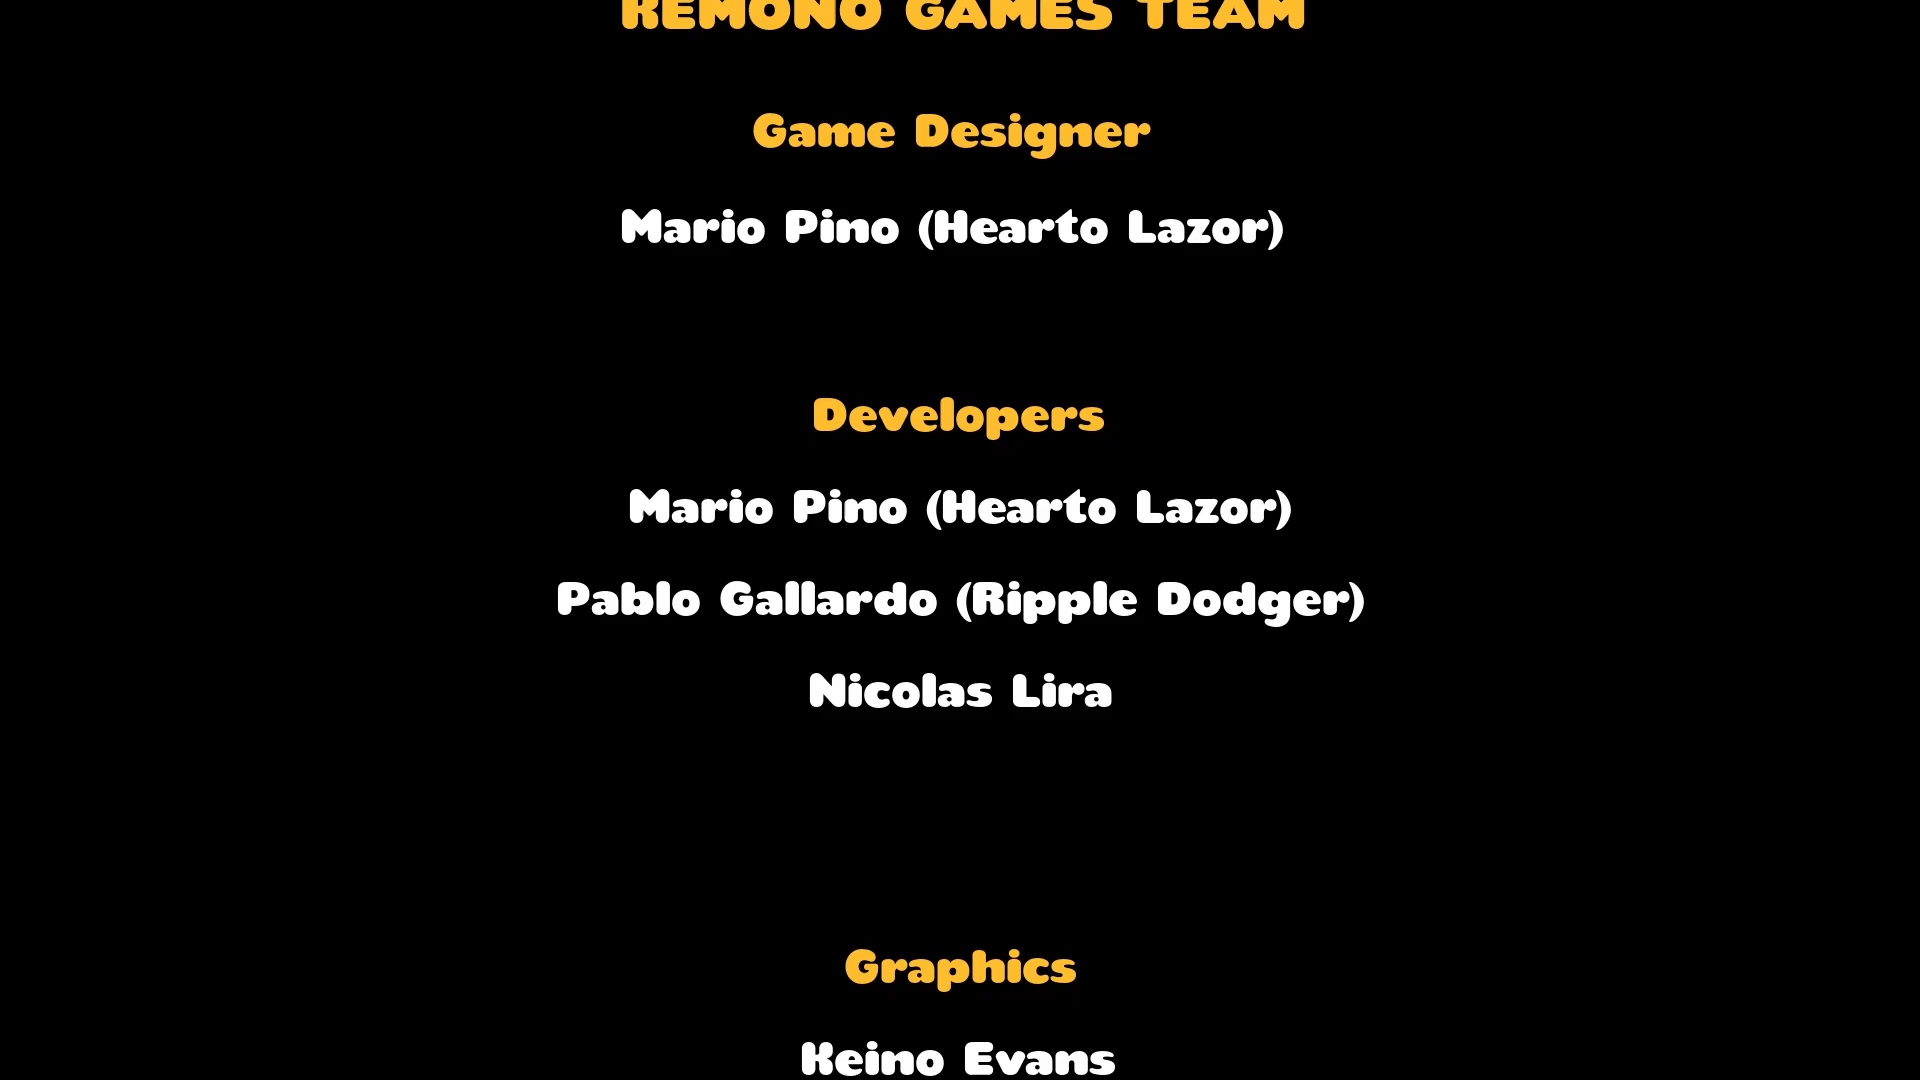 KEMONO GAMES TEAM
Game Designer
Mario Pino (Hearto Lazor)
Developers
Mario Pino (Hearto Lazor)
Pablo Gallardo (Ripple Dodger)
Nicolas Lira
Graphics
Keino Evans